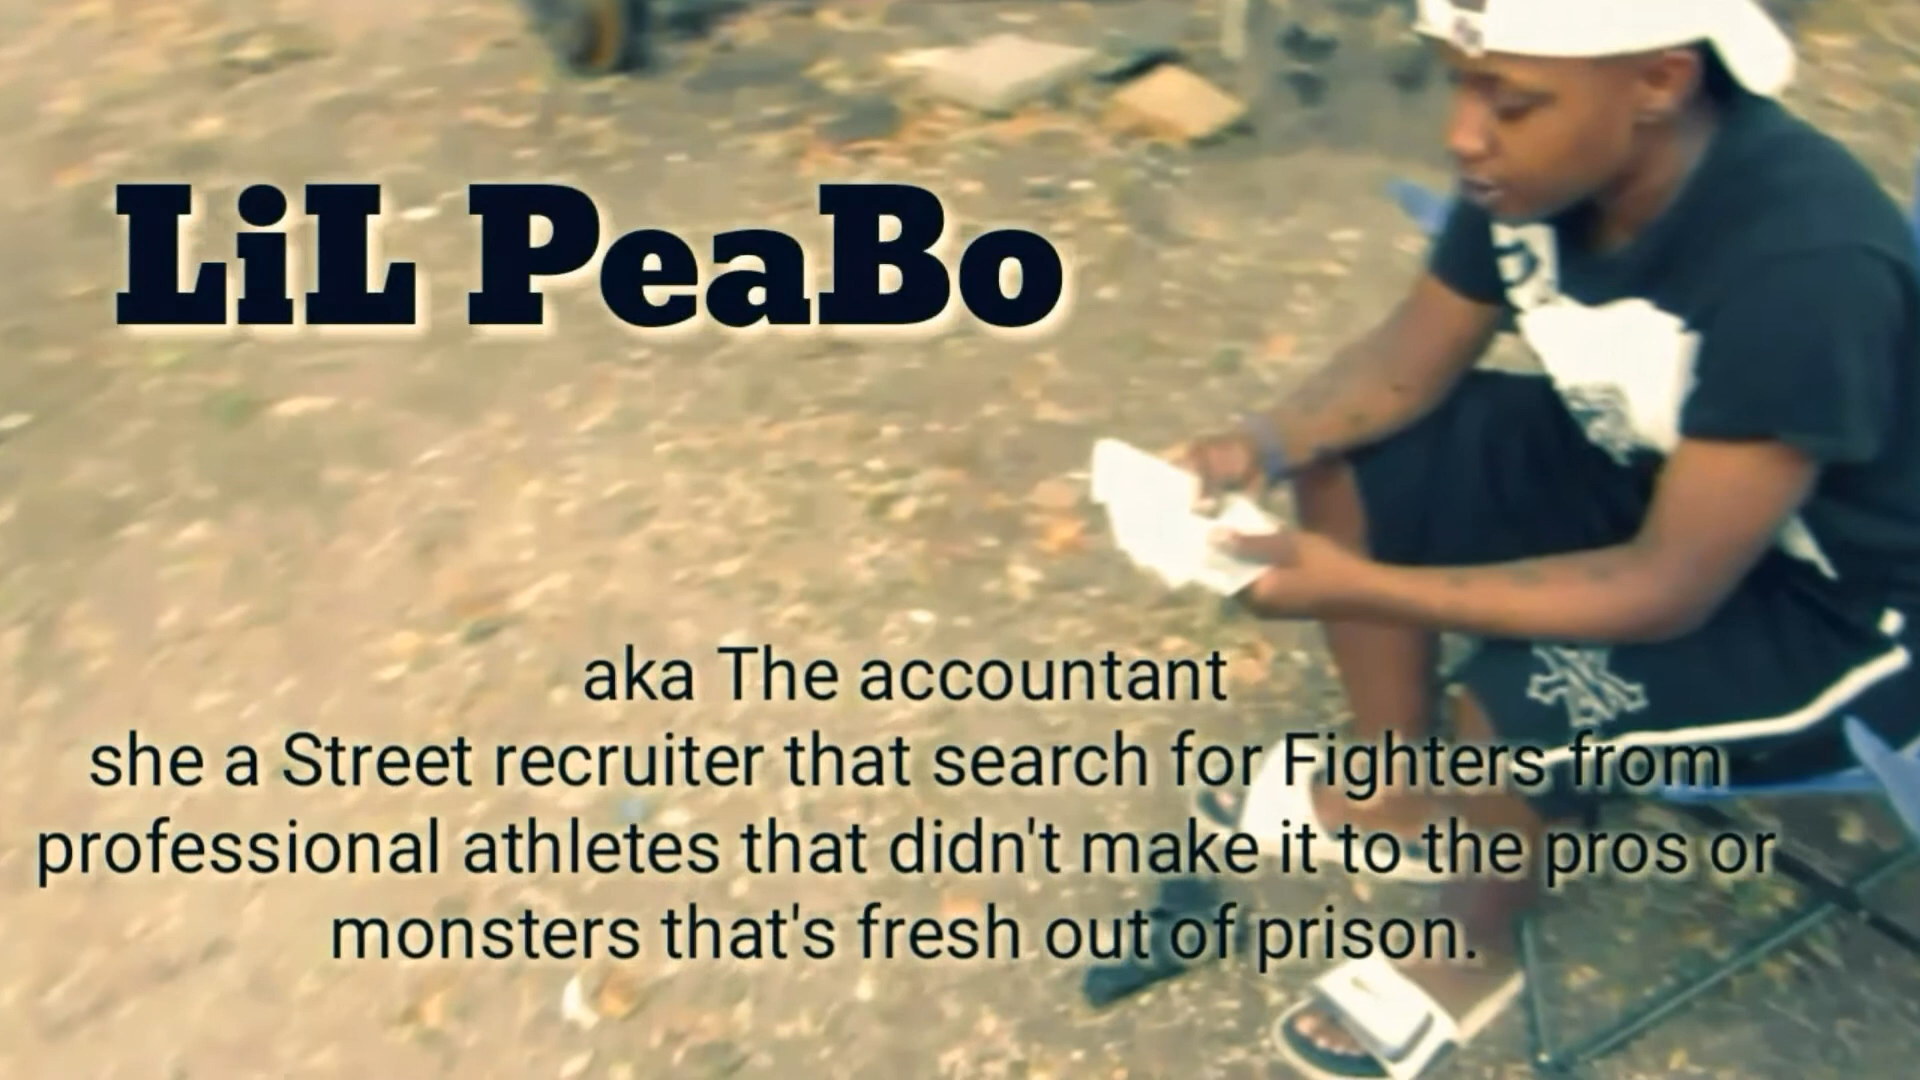 LiL PeaBo
aka The accountant
she a Street recruiter that search for Fighters from
professional athletes that didn't make it to the pros or
monsters that's fresh out of prison.